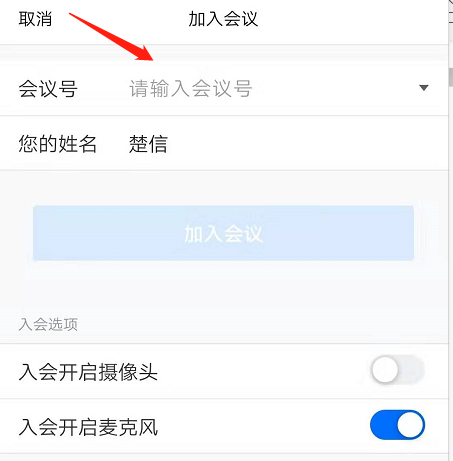 取消 加入会议
会议号 请输入会议号
您的姓名 楚信
加入会议
入会选项
入会开启摄像头
入会开启麦克风